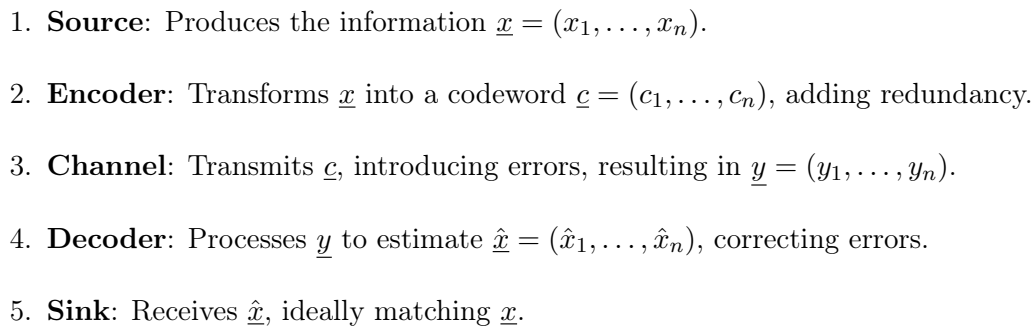 1. Source: Produces the information x̲ = (x₁, . . . , xₙ).
2. Encoder: Transforms x̲ into a codeword c̲ = (c₁, . . . , cₙ), adding redundancy.
3. Channel: Transmits c̲, introducing errors, resulting in y̲ = (y₁, . . . , yₙ).
4. Decoder: Processes y̲ to estimate x̲̂ = (x̂₁, . . . , x̂ₙ), correcting errors.
5. Sink: Receives x̲̂, ideally matching x̲.